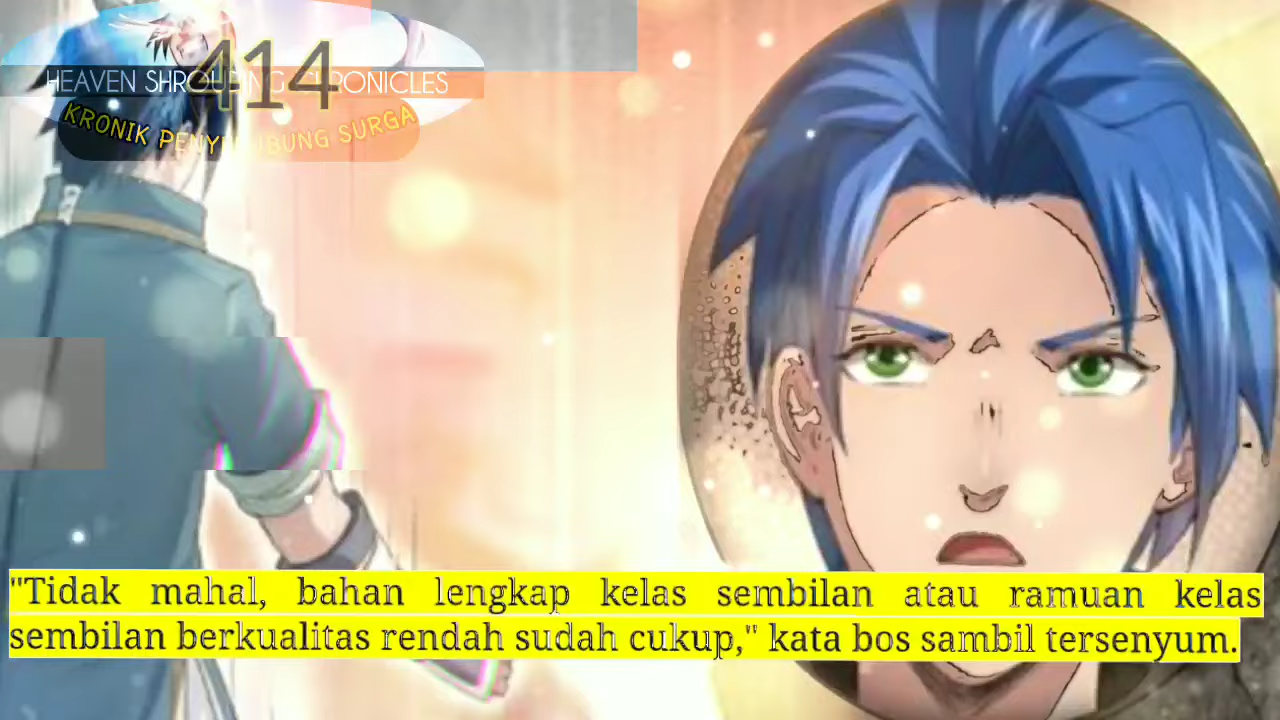 414
HEAVEN SHROUDING CHRONICLES
KRONIK PENYELUBUNG SURGA
"Tidak mahal, bahan lengkap kelas sembilan atau ramuan kelas
sembilan berkualitas rendah sudah cukup," kata bos sambil tersenyum.